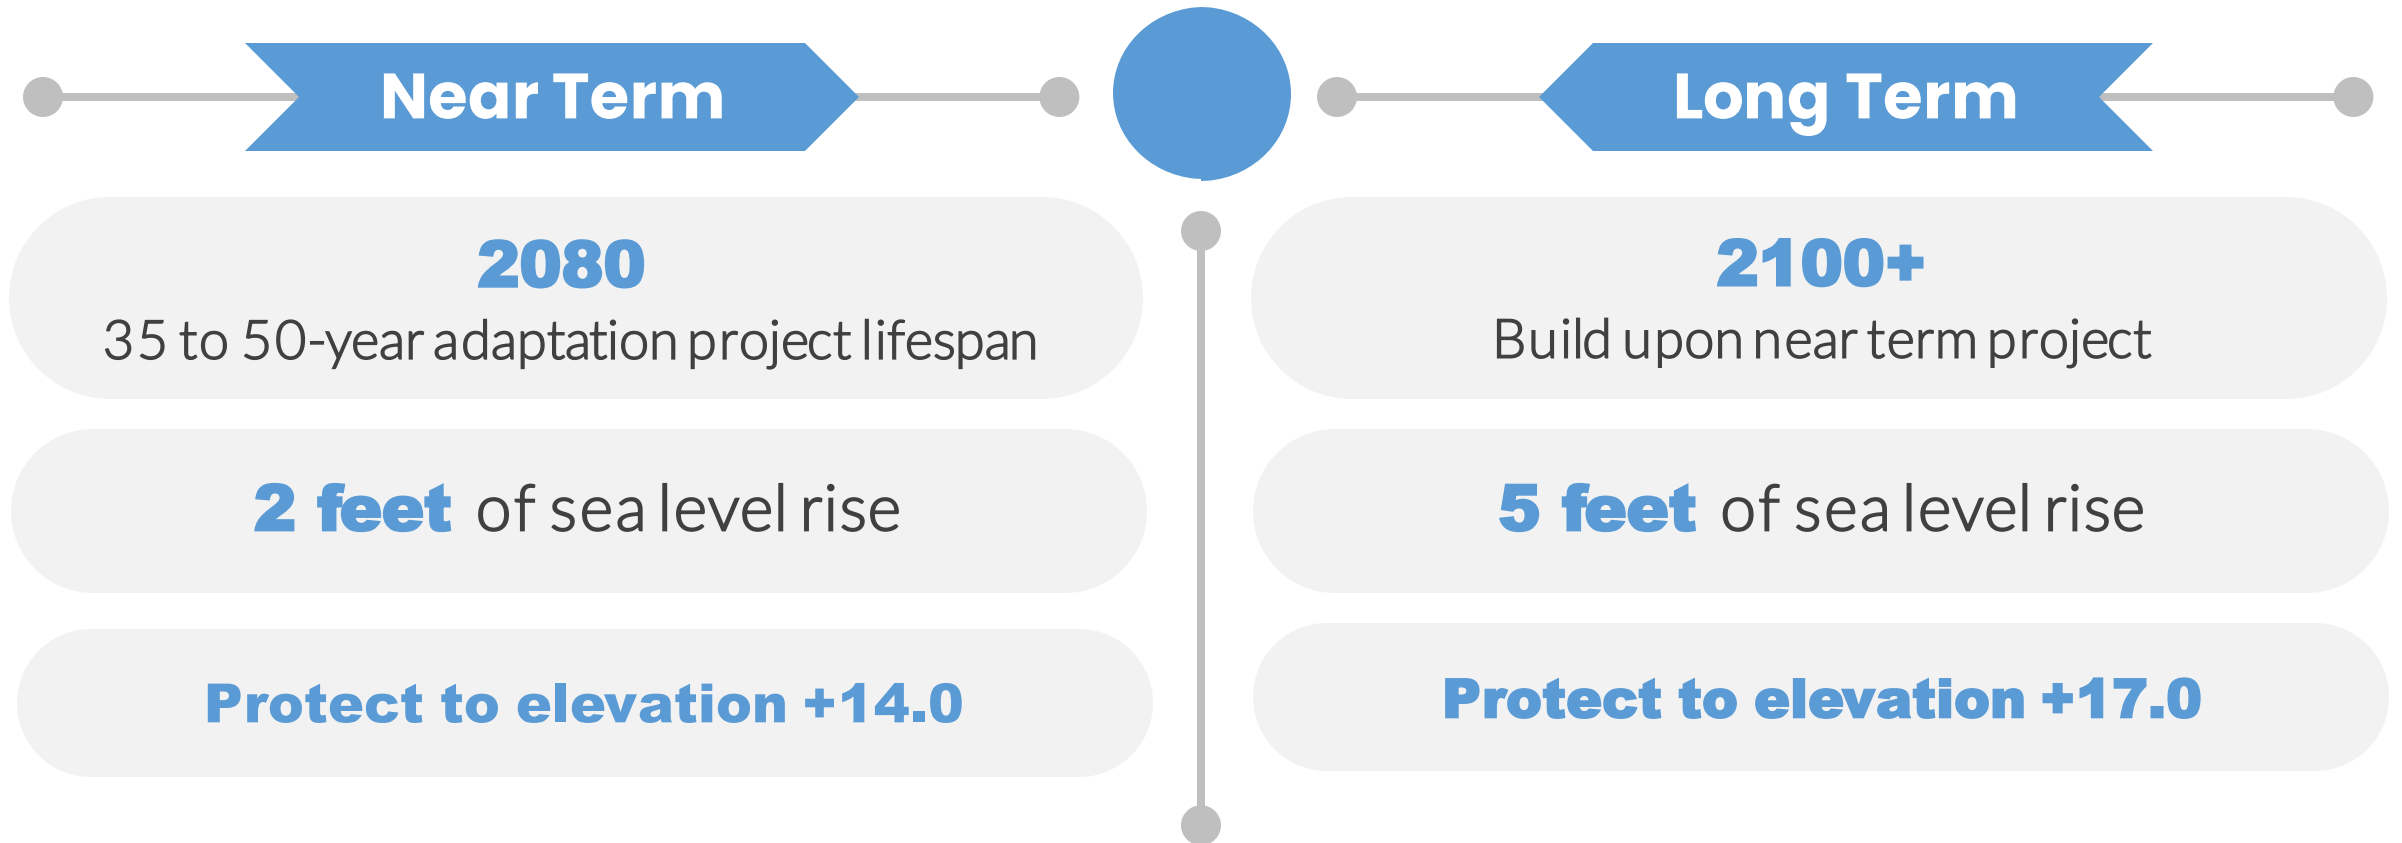 Near Term
2080
35 to 50-year adaptation project lifespan
2 feet of sea level rise
Protect to elevation +14.0
Long Term
2100+
Build upon near term project
5 feet of sea level rise
Protect to elevation +17.0